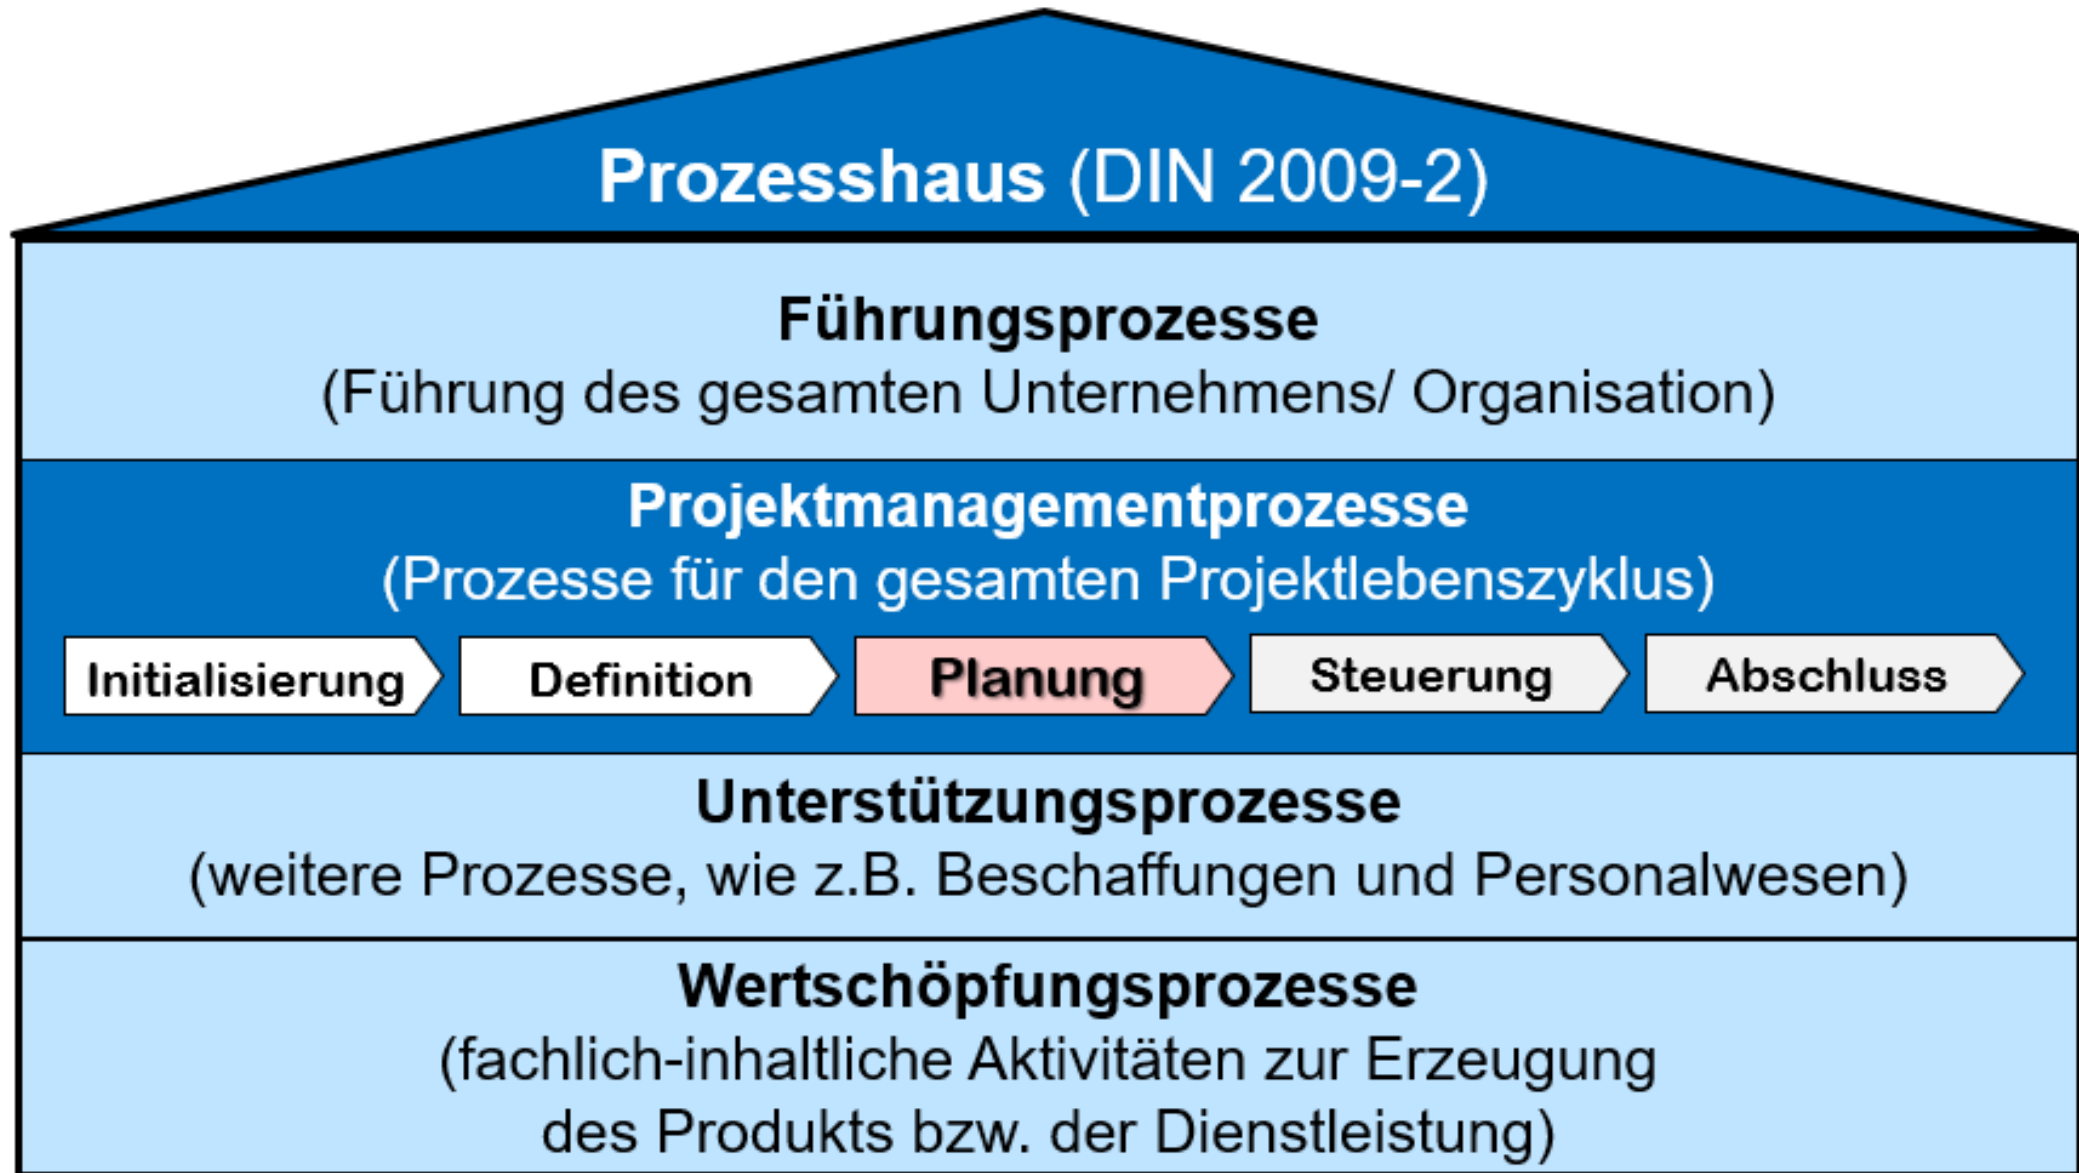 Prozesshaus (DIN 2009-2)
Führungsprozesse
(Führung des gesamten Unternehmens/ Organisation)
Projektmanagementprozesse
(Prozesse für den gesamten Projektlebenszyklus)
Initialisierung Definition Planung Steuerung Abschluss
Unterstützungsprozesse
(weitere Prozesse, wie z.B. Beschaffungen und Personalwesen)
Wertschöpfungsprozesse
(fachlich-inhaltliche Aktivitäten zur Erzeugung
des Produkts bzw. der Dienstleistung)